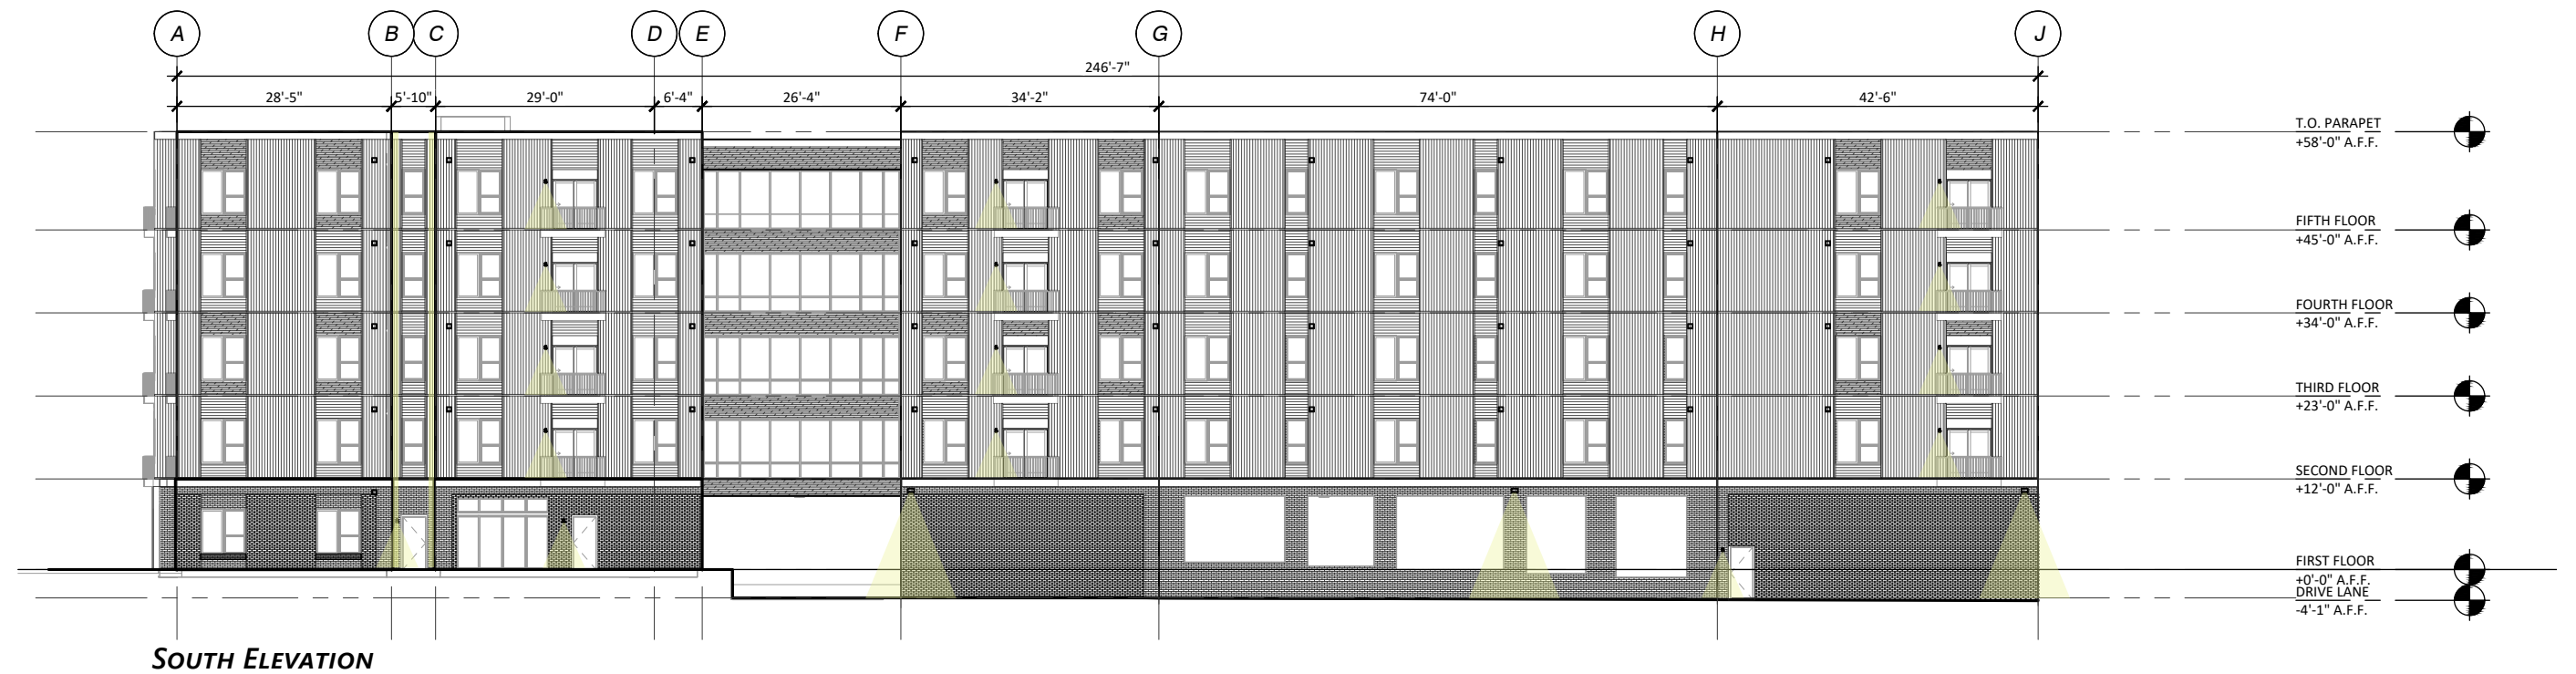 A B C D E F G H J
246'-7"
28'-5" 5'-10" 29'-0" 6'-4" 26'-4" 34'-2" 74'-0" 42'-6"
T.O. PARAPET
+58'-0" A.F.F.
FIFTH FLOOR
+45'-0" A.F.F.
FOURTH FLOOR
+34'-0" A.F.F.
THIRD FLOOR
+23'-0" A.F.F.
SECOND FLOOR
+12'-0" A.F.F.
FIRST FLOOR
+0'-0" A.F.F.
DRIVE LANE
-4'-1" A.F.F.
SOUTH ELEVATION